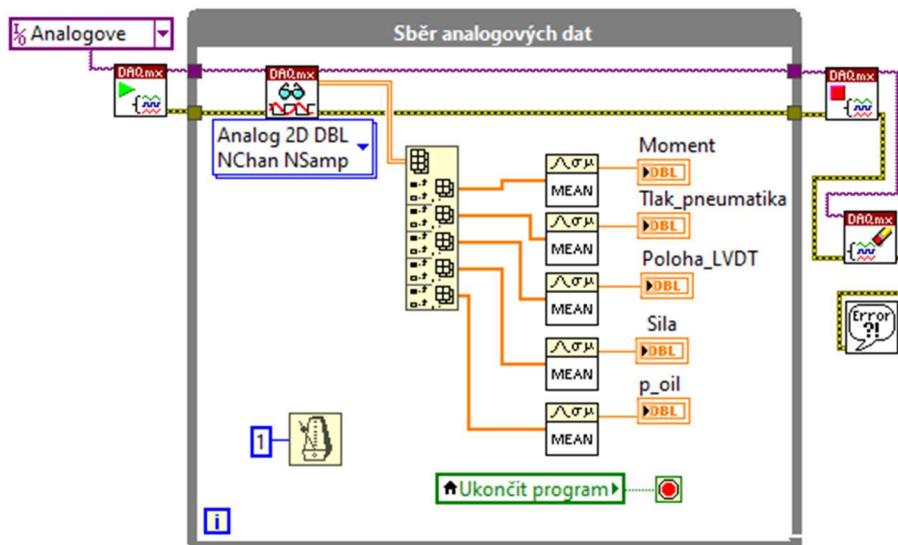 I/O Analogove
Sběr analogových dat
DAQmx
DAQmx
DAQmx
Analog 2D DBL
NChan NSamp
Moment
MEAN
DBL
Tlak_pneumatika
MEAN
DBL
DAQmx
Poloha_LVDT
MEAN
DBL
Error
?!
Sila
MEAN
DBL
p_oil
MEAN
DBL
1
Ukončit program
i